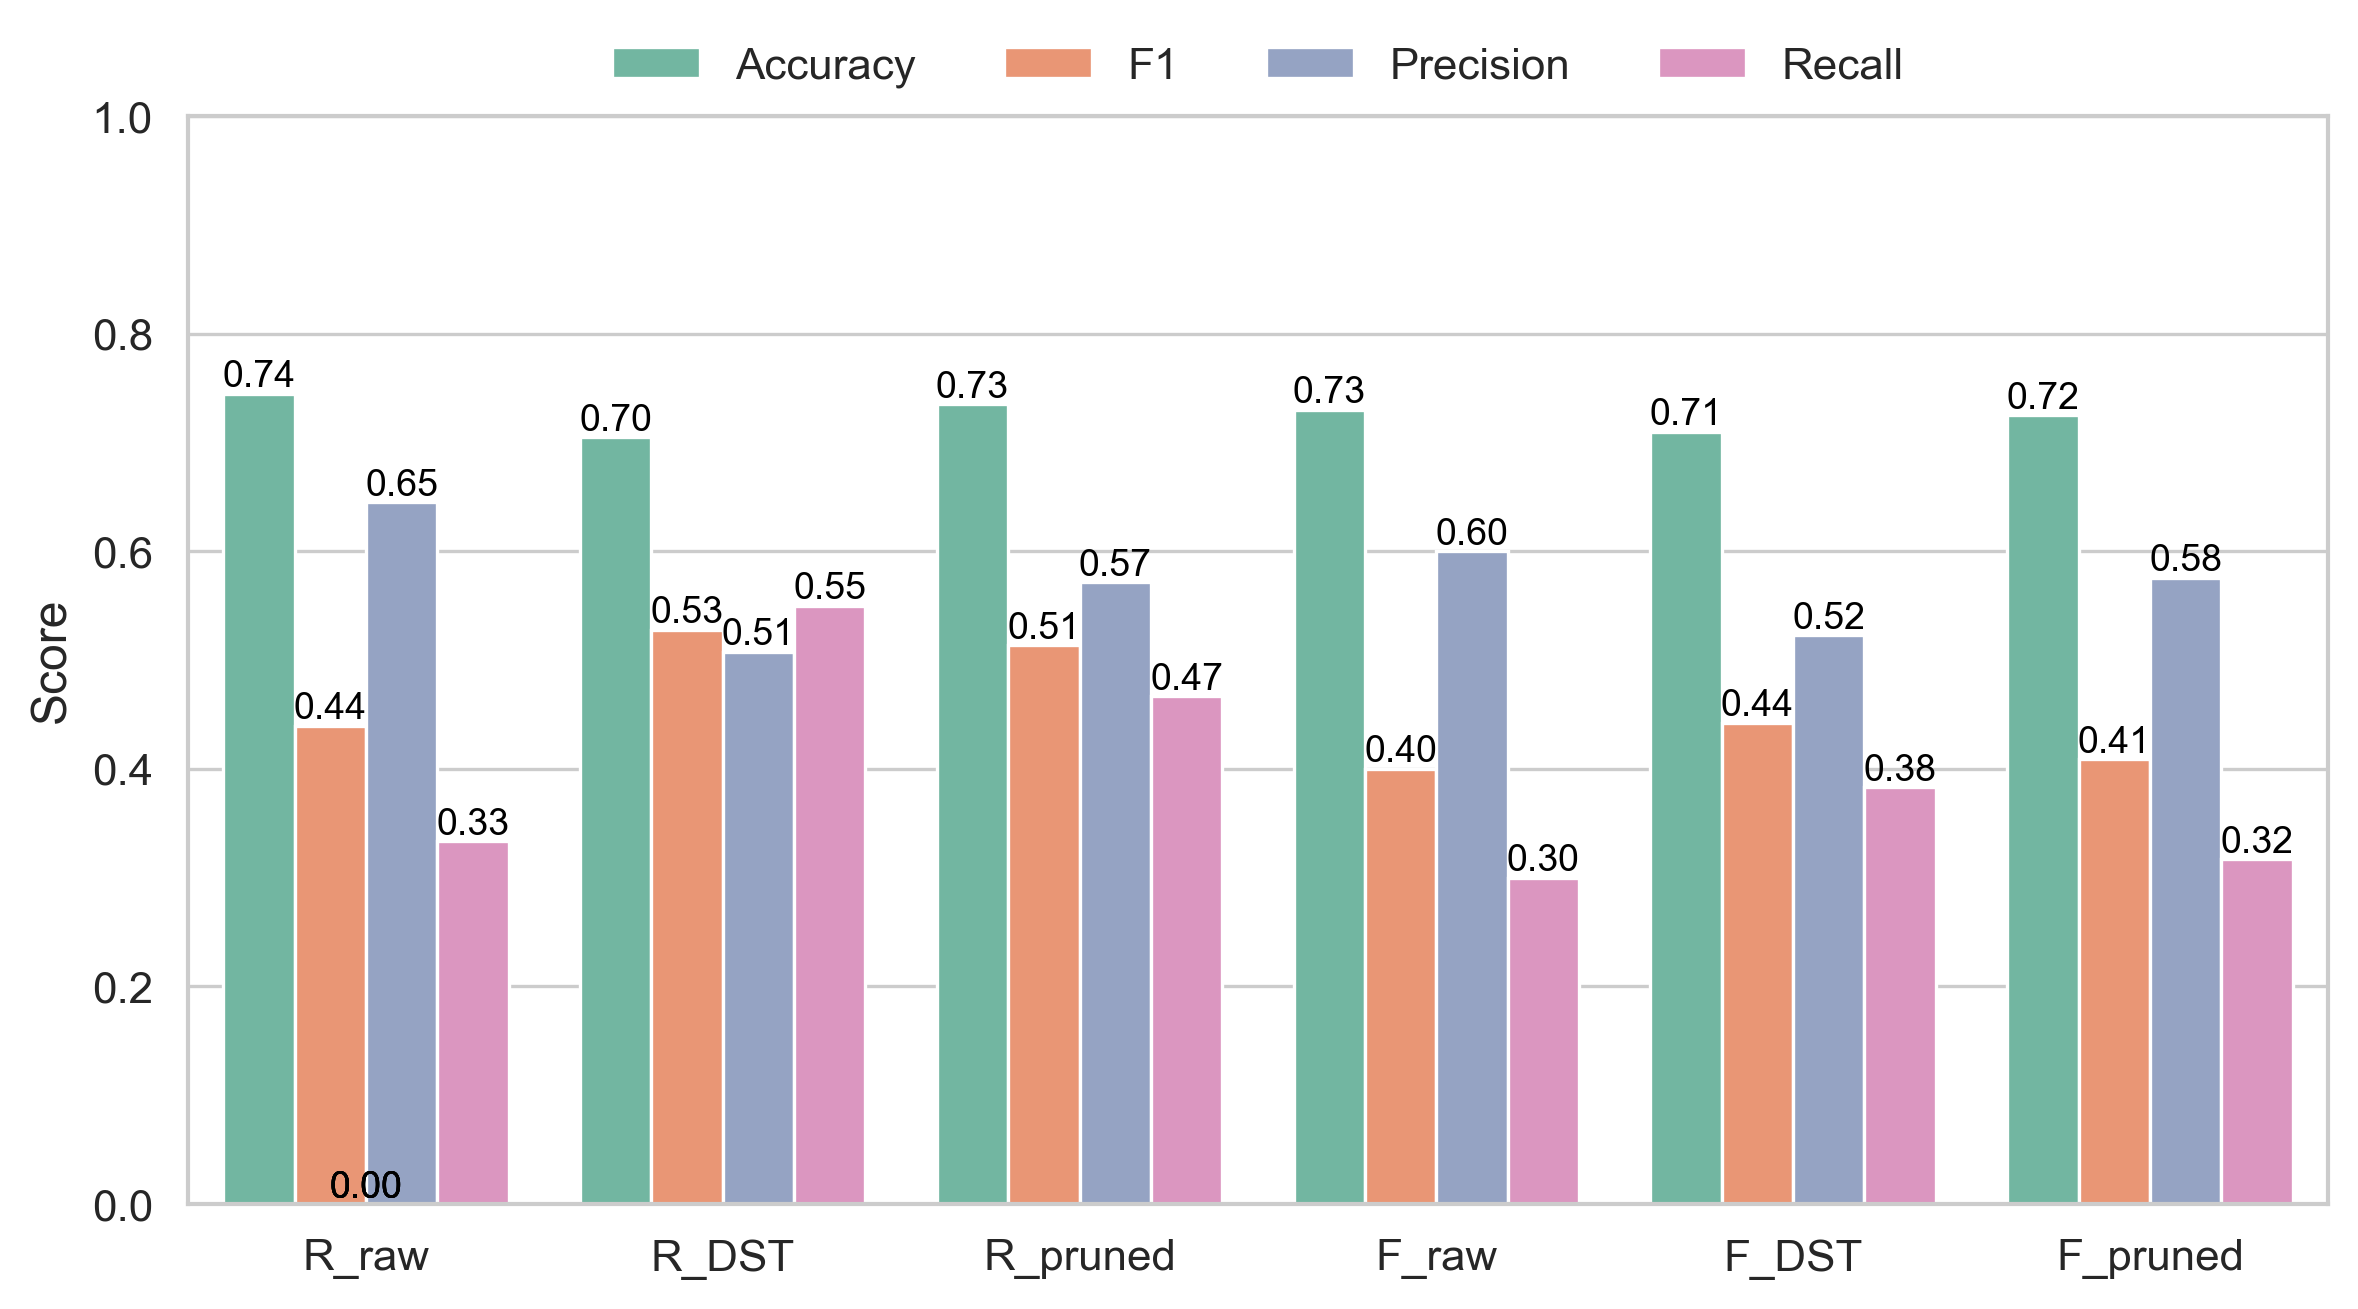 Accuracy F1 Precision Recall
1.0
0.8
0.6
0.4
0.2
0.0
Score
0.74 0.44 0.65 0.33
0.00
0.70 0.53 0.51 0.55
0.73 0.51 0.57 0.47
0.73 0.40 0.60 0.30
0.71 0.44 0.52 0.38
0.72 0.41 0.58 0.32
R_raw R_DST R_pruned F_raw F_DST F_pruned